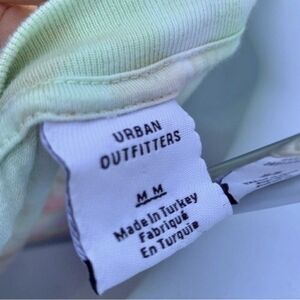 URBAN
OUTFITTERS
M M
Made In Turkey
Fabriqué
En Turquie